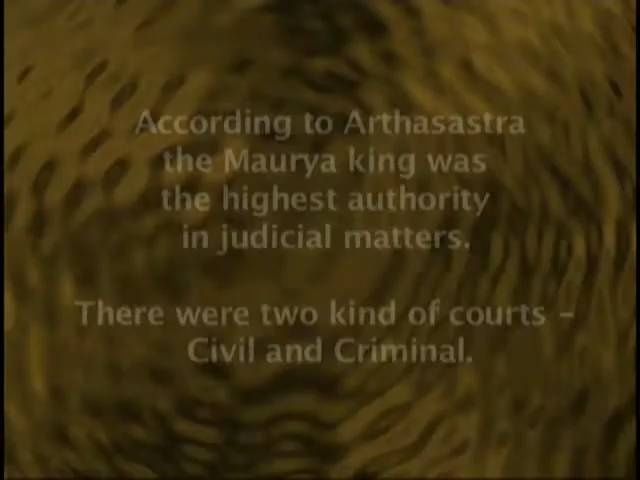 According to Arthasastra
the Maurya king was
the highest authority
in judicial matters.
There were two kind of courts –
Civil and Criminal.